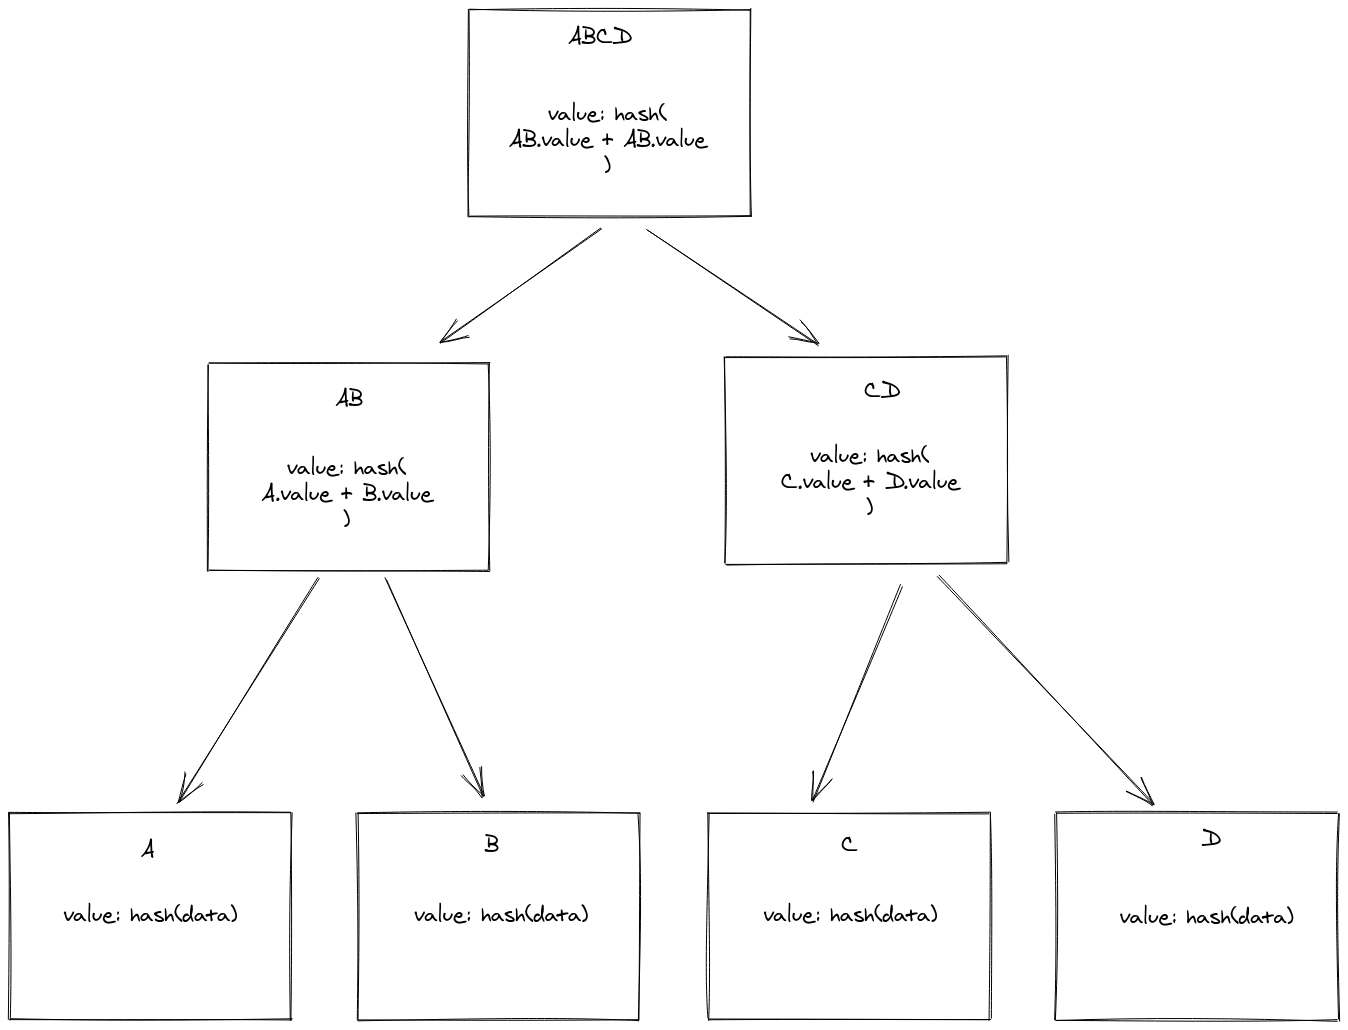 ABCD
value: hash(
AB.value + AB.value
)
AB
value: hash(
A.value + B.value
)
CD
value: hash(
C.value + D.value
)
A
value: hash(data)
B
value: hash(data)
C
value: hash(data)
D
value: hash(data)